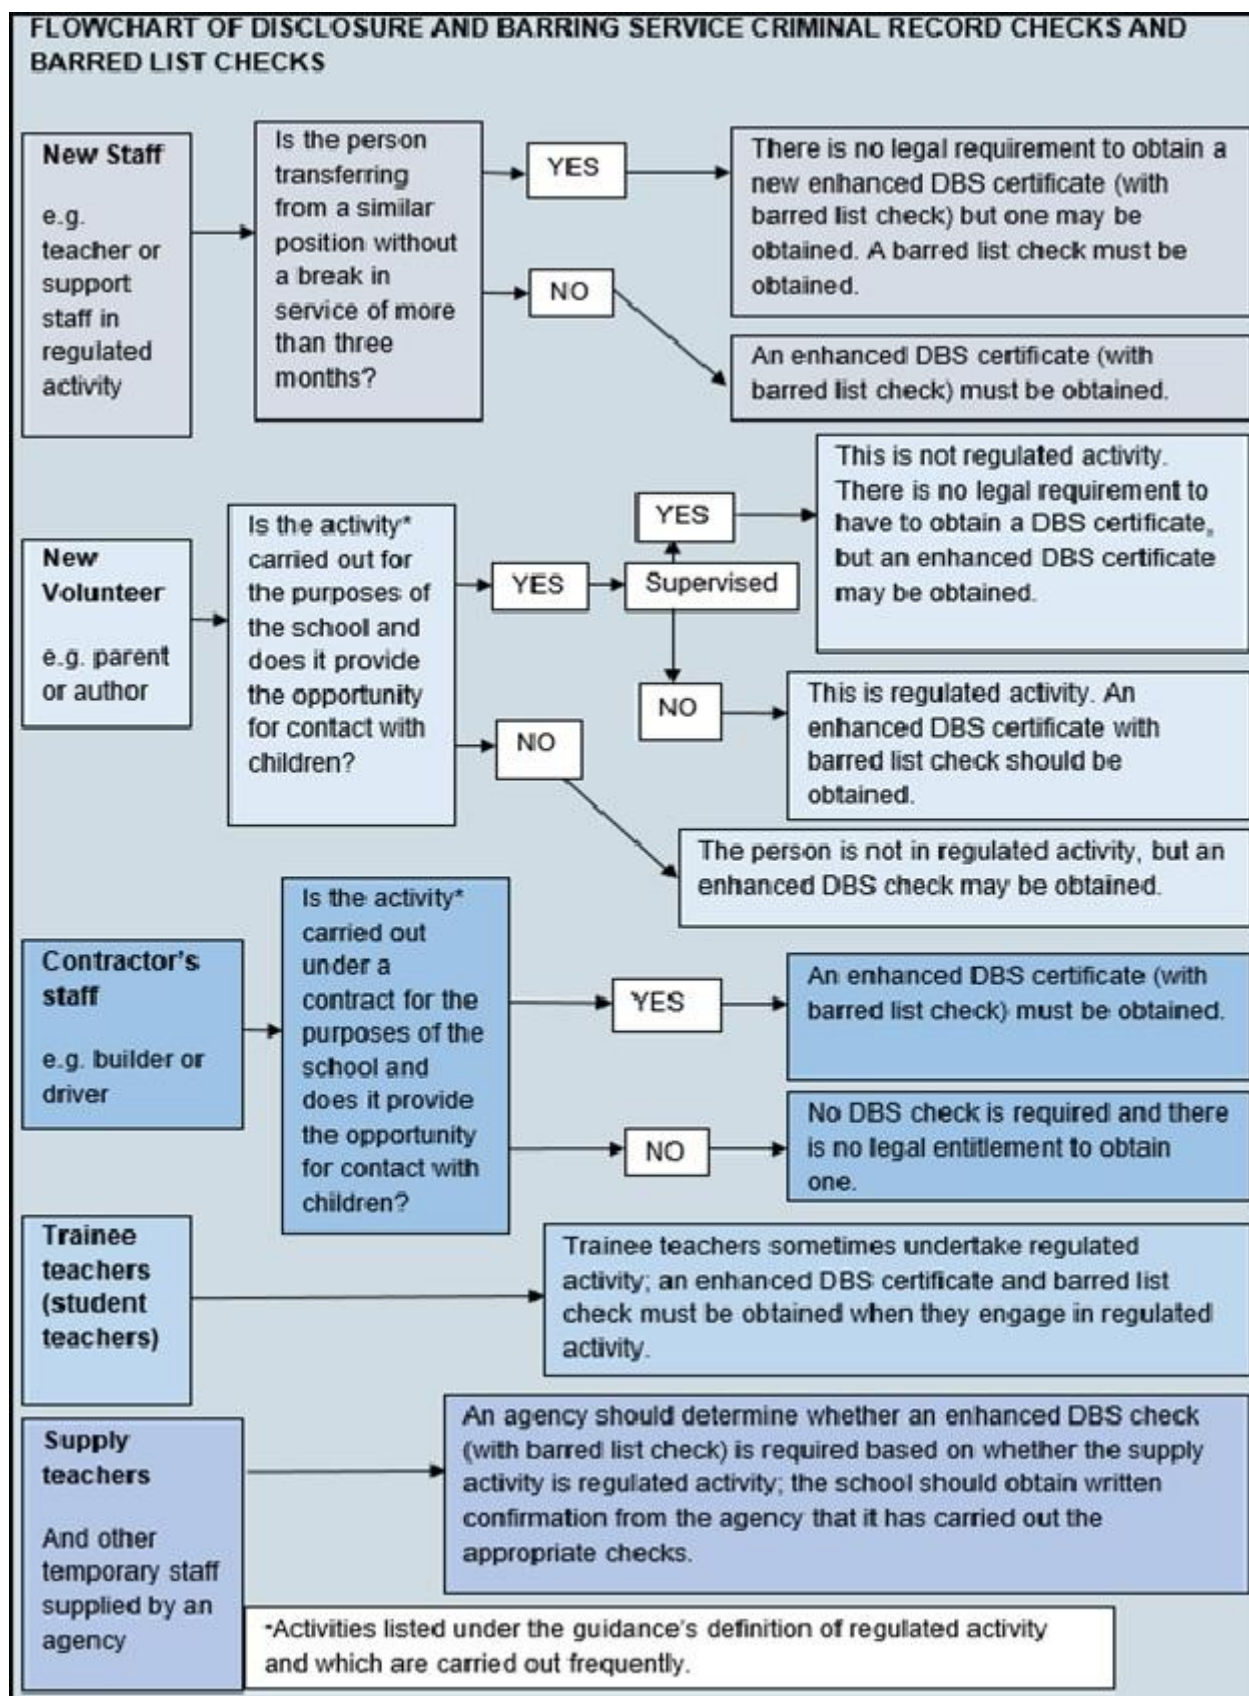 FLOWCHART OF DISCLOSURE AND BARRING SERVICE CRIMINAL RECORD CHECKS AND
BARRED LIST CHECKS
New Staff
e.g.
teacher or
support
staff in
regulated
activity
Is the person
transferring
from a similar
position without
a break in
service of more
than three
months?
YES
There is no legal requirement to obtain a
new enhanced DBS certificate (with
barred list check) but one may be
obtained. A barred list check must be
obtained.
NO
An enhanced DBS certificate (with
barred list check) must be obtained.
New
Volunteer
e.g. parent
or author
Is the activity*
carried out for
the purposes of
the school and
does it provide
the opportunity
for contact with
children?
YES
Supervised
YES
This is not regulated activity.
There is no legal requirement to
have to obtain a DBS certificate,
but an enhanced DBS certificate
may be obtained.
NO
This is regulated activity. An
enhanced DBS certificate with
barred list check should be
obtained.
NO
The person is not in regulated activity, but an
enhanced DBS check may be obtained.
Contractor's
staff
e.g. builder or
driver
Is the activity*
carried out
under a
contract for the
purposes of the
school and
does it provide
the opportunity
for contact with
children?
YES
An enhanced DBS certificate (with
barred list check) must be obtained.
NO
No DBS check is required and there
is no legal entitlement to obtain
one.
Trainee
teachers
(student
teachers)
Trainee teachers sometimes undertake regulated
activity; an enhanced DBS certificate and barred list
check must be obtained when they engage in regulated
activity.
Supply
teachers
And other
temporary staff
supplied by an
agency
An agency should determine whether an enhanced DBS check
(with barred list check) is required based on whether the supply
activity is regulated activity; the school should obtain written
confirmation from the agency that it has carried out the
appropriate checks.
*Activities listed under the guidance's definition of regulated activity
and which are carried out frequently.